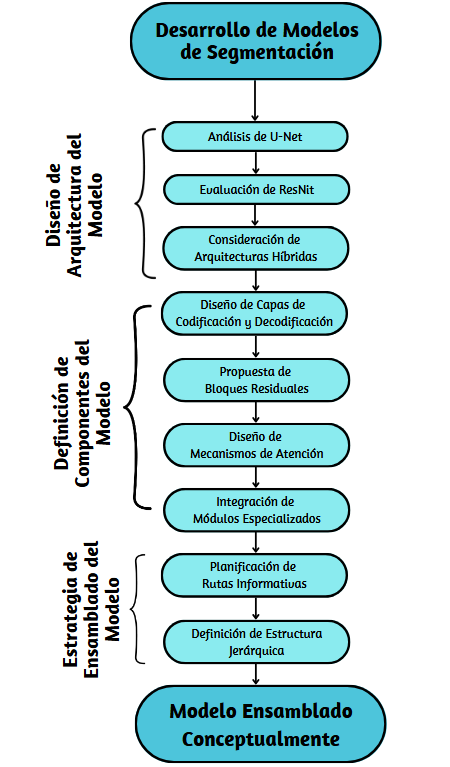 Desarrollo de Modelos
de Segmentación
Diseño de
Arquitectura del
Modelo
Análisis de U-Net
Evaluación de ResNit
Consideración de
Arquitecturas Híbridas
Definición de
Componentes del
Modelo
Diseño de Capas de
Codificación y Decodificación
Propuesta de
Bloques Residuales
Diseño de
Mecanismos de Atención
Integración de
Módulos Especializados
Estrategia de
Ensamblado del
Modelo
Planificación de
Rutas Informativas
Definición de Estructura
Jerárquica
Modelo Ensamblado
Conceptualmente